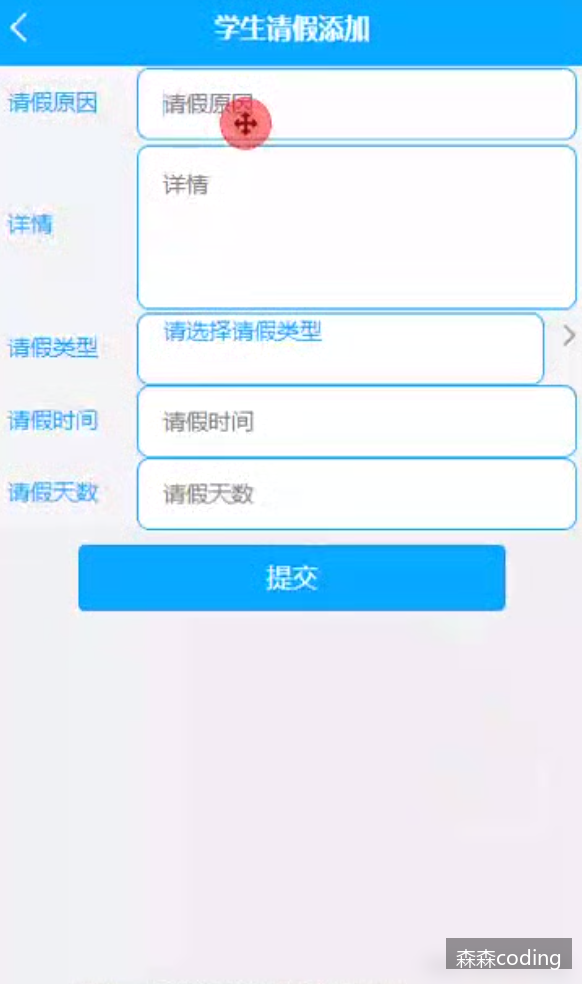 学生请假添加
请假原因
请假原因
详情
详情
请假类型
请选择请假类型
请假时间
请假时间
请假天数
请假天数
提交
森森coding